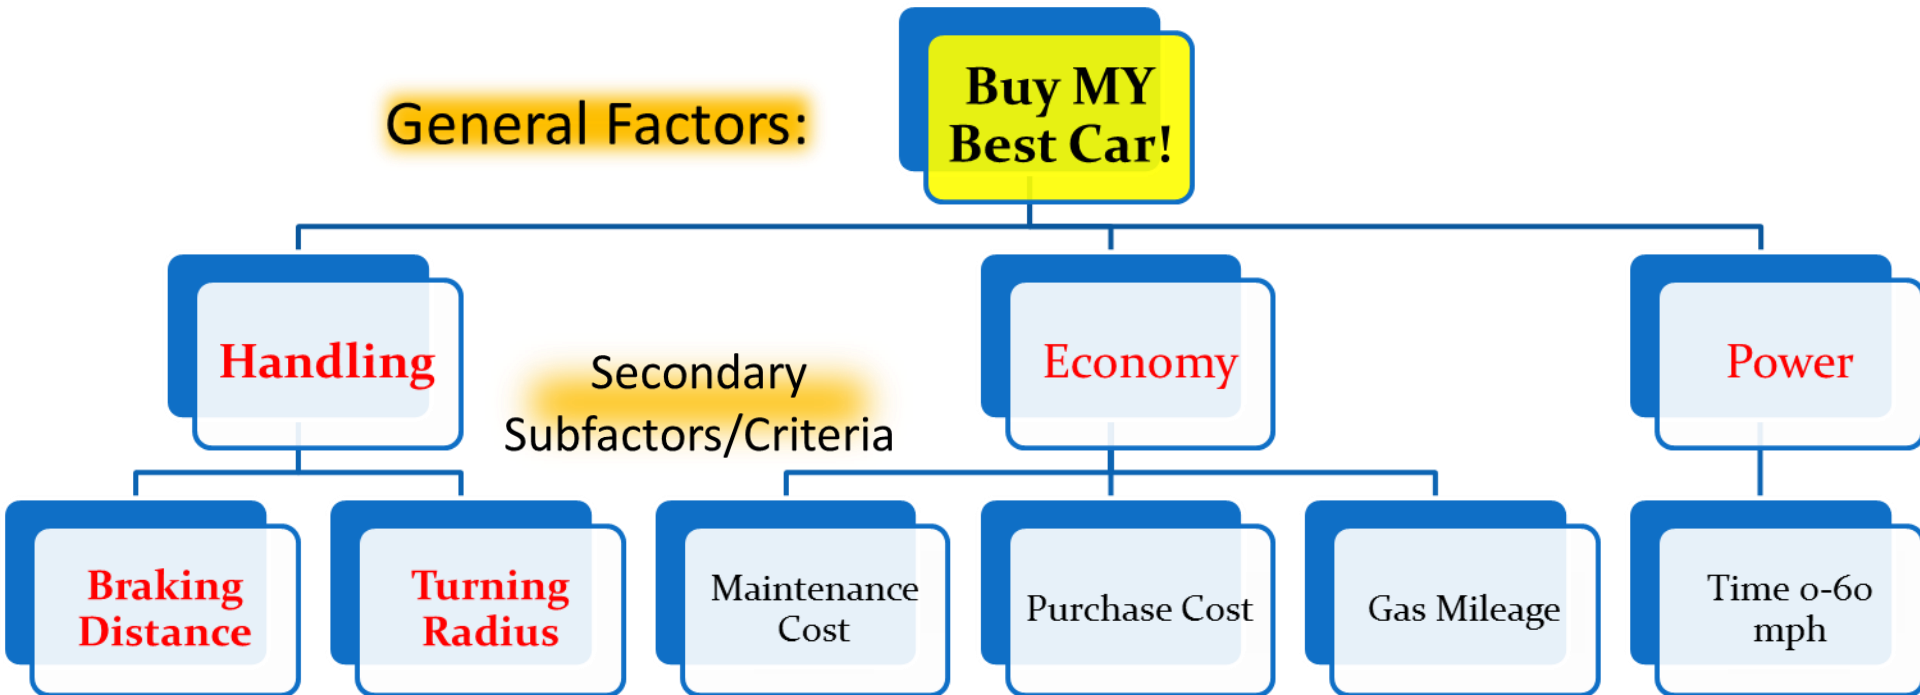 General Factors:
Buy MY
Best Car!
Handling
Secondary
Subfactors/Criteria
Economy
Power
Braking
Distance
Turning
Radius
Maintenance
Cost
Purchase Cost
Gas Mileage
Time 0-60
mph